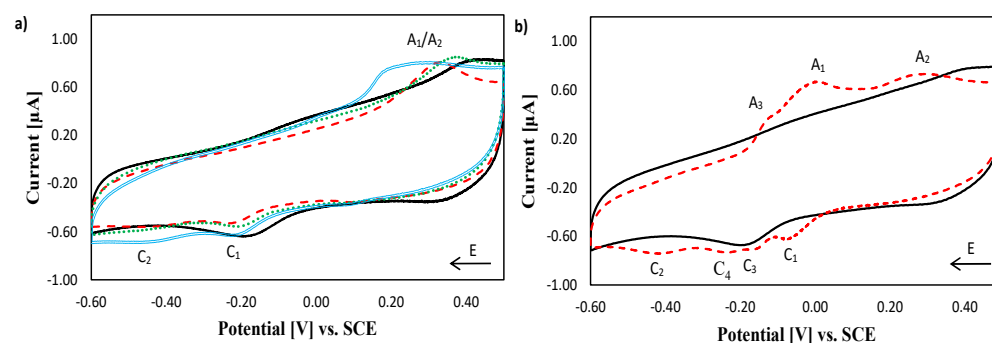 a)
1.00
0.60
0.20
-0.20
-0.60
-1.00
Current [µA]
A₁/A₂
C₂
C₁
E
-0.60
-0.40
-0.20
0.00
0.20
0.40
Potential [V] vs. SCE
b)
1.00
0.60
0.20
-0.20
-0.60
-1.00
Current [µA]
A₁
A₂
A₃
C₂
C₄
C₃
C₁
E
-0.60
-0.40
-0.20
0.00
0.20
0.40
Potential [V] vs. SCE